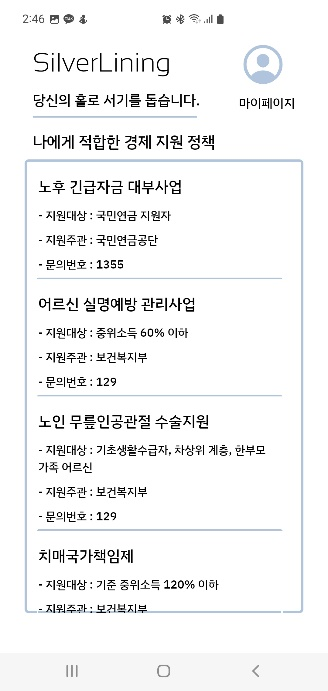 2:46
SilverLining
당신의 홀로 서기를 돕습니다.
마이페이지
나에게 적합한 경제 지원 정책
노후 긴급자금 대부사업
- 지원대상 : 국민연금 지원자
- 지원주관 : 국민연금공단
- 문의번호 : 1355
어르신 실명예방 관리사업
- 지원대상 : 중위소득 60% 이하
- 지원주관 : 보건복지부
- 문의번호 : 129
노인 무릎인공관절 수술지원
- 지원대상 : 기초생활수급자, 차상위 계층, 한부모
가족 어르신
- 지원주관 : 보건복지부
- 문의번호 : 129
치매국가책임제
- 지원대상 : 기준 중위소득 120% 이하
- 지원주관 : 보건복지부